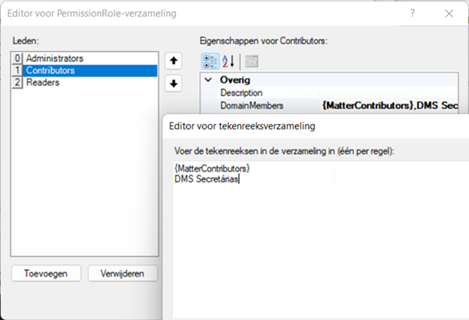 Editor voor PermissionRole-verzameling
Leden:
0 Administrators
1 Contributors
2 Readers
Toevoegen
Verwijderen
Eigenschappen voor Contributors:
Overig
Description
DomainMembers {MatterContributors},DMS Sec
Editor voor tekenreeksverzameling
Voer de tekenreeksen in de verzameling in (één per regel):
{MatterContributors}
DMS Secretárias